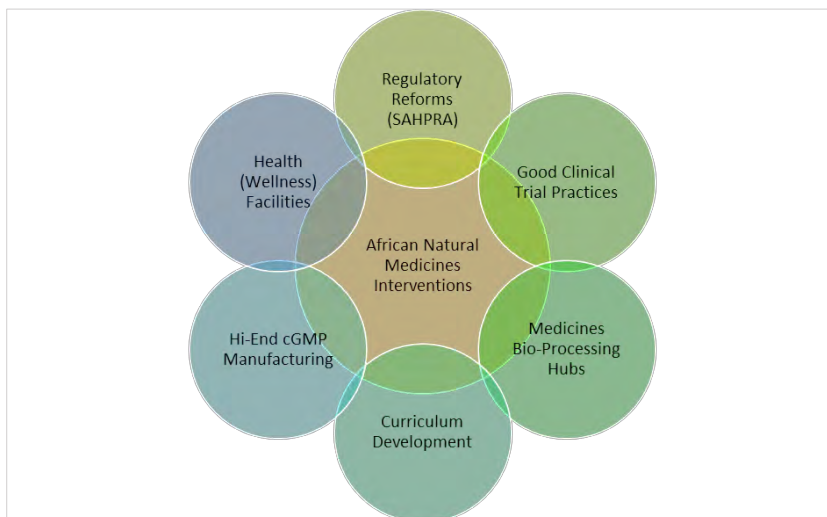 Regulatory
Reforms
(SAHPRA)
Good Clinical
Trial Practices
Medicines
Bio-Processing
Hubs
Curriculum
Development
Hi-End cGMP
Manufacturing
Health
(Wellness)
Facilities
African Natural
Medicines
Interventions